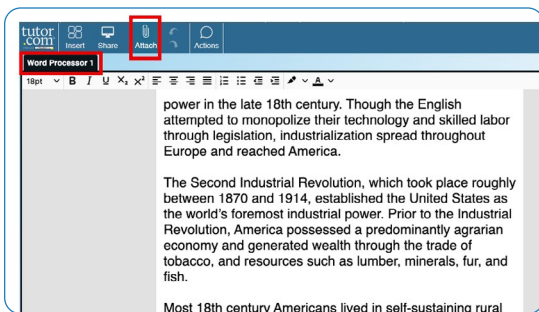 tutor
.com
Insert
Share
Attach
Actions
Word Processor 1
18pt B I U X₂ X² A
power in the late 18th century. Though the English
attempted to monopolize their technology and skilled labor
through legislation, industrialization spread throughout
Europe and reached America.
The Second Industrial Revolution, which took place roughly
between 1870 and 1914, established the United States as
the world's foremost industrial power. Prior to the Industrial
Revolution, America possessed a predominantly agrarian
economy and generated wealth through the trade of
tobacco, and resources such as lumber, minerals, fur, and
fish.
Most 18th century Americans lived in self-sustaining rural